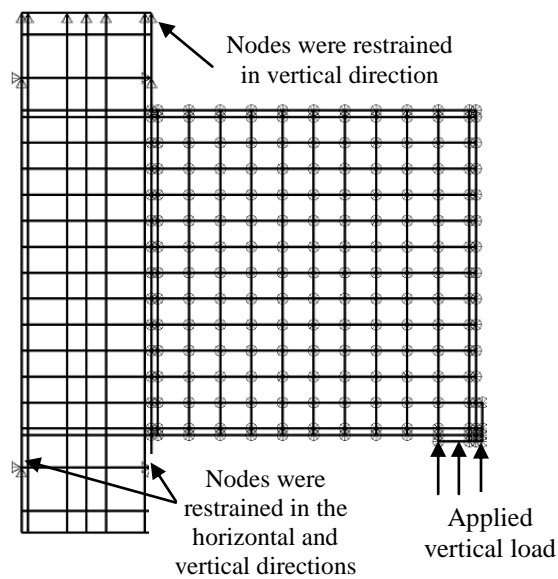 Nodes were restrained
in vertical direction
Nodes were
restrained in the
horizontal and
vertical directions
Applied
vertical load